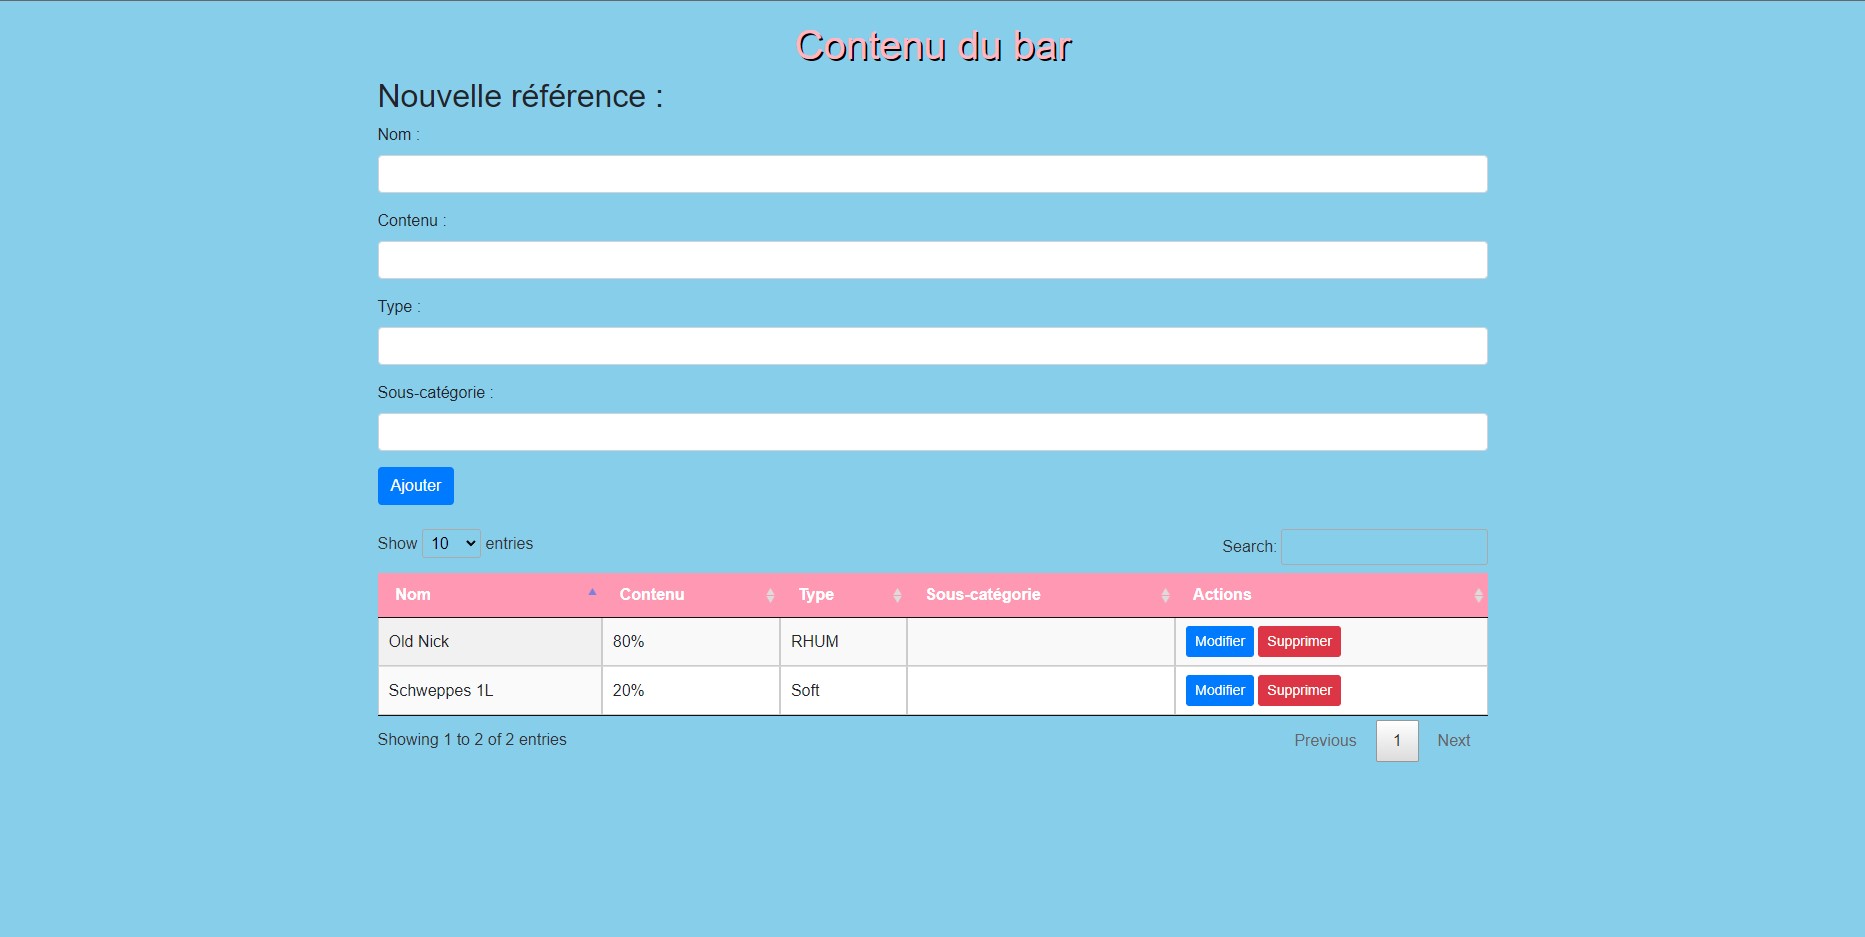 Contenu du bar
Nouvelle référence :
Nom :
Contenu :
Type :
Sous-catégorie :
Ajouter
Show 10 entries Search:
Nom Contenu Type Sous-catégorie Actions
Old Nick 80% RHUM Modifier Supprimer
Schweppes 1L 20% Soft Modifier Supprimer
Showing 1 to 2 of 2 entries Previous 1 Next